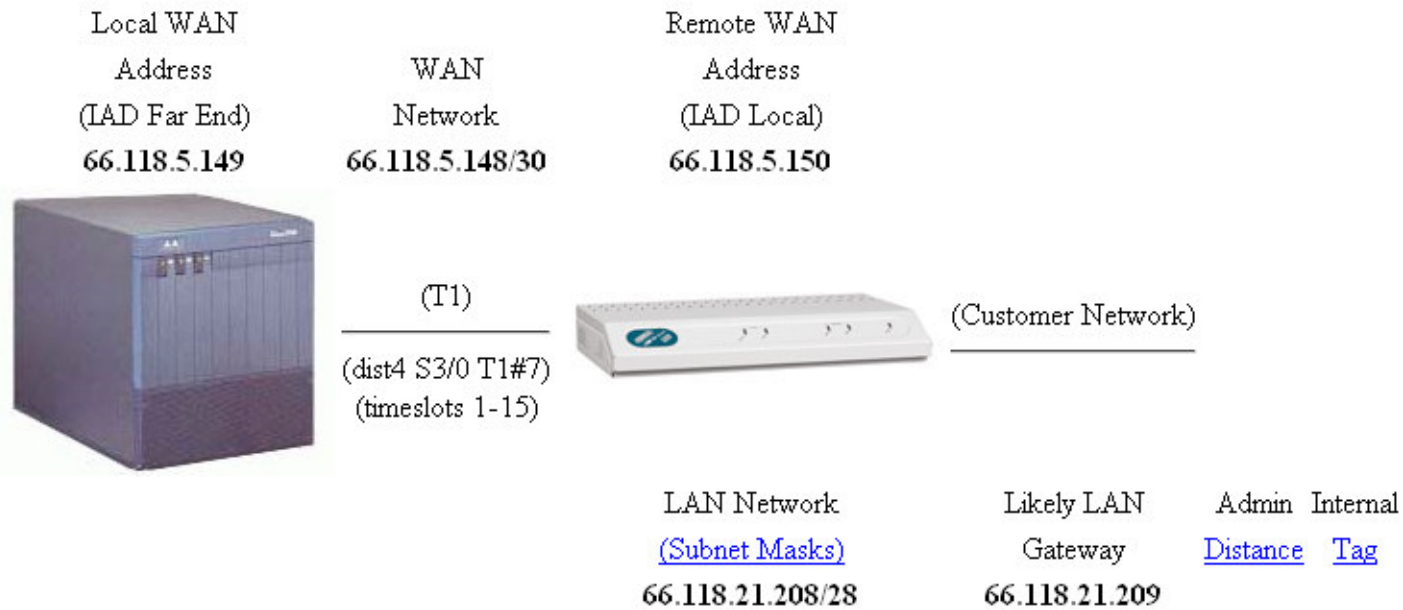 Local WAN
Address
(IAD Far End)
66.118.5.149
WAN
Network
66.118.5.148/30
Remote WAN
Address
(IAD Local)
66.118.5.150
(T1)
(dist4 S3/0 T1#7)
(timeslots 1-15)
(Customer Network)
LAN Network
(Subnet Masks)
66.118.21.208/28
Likely LAN
Gateway
66.118.21.209
Admin
Distance
Internal
Tag